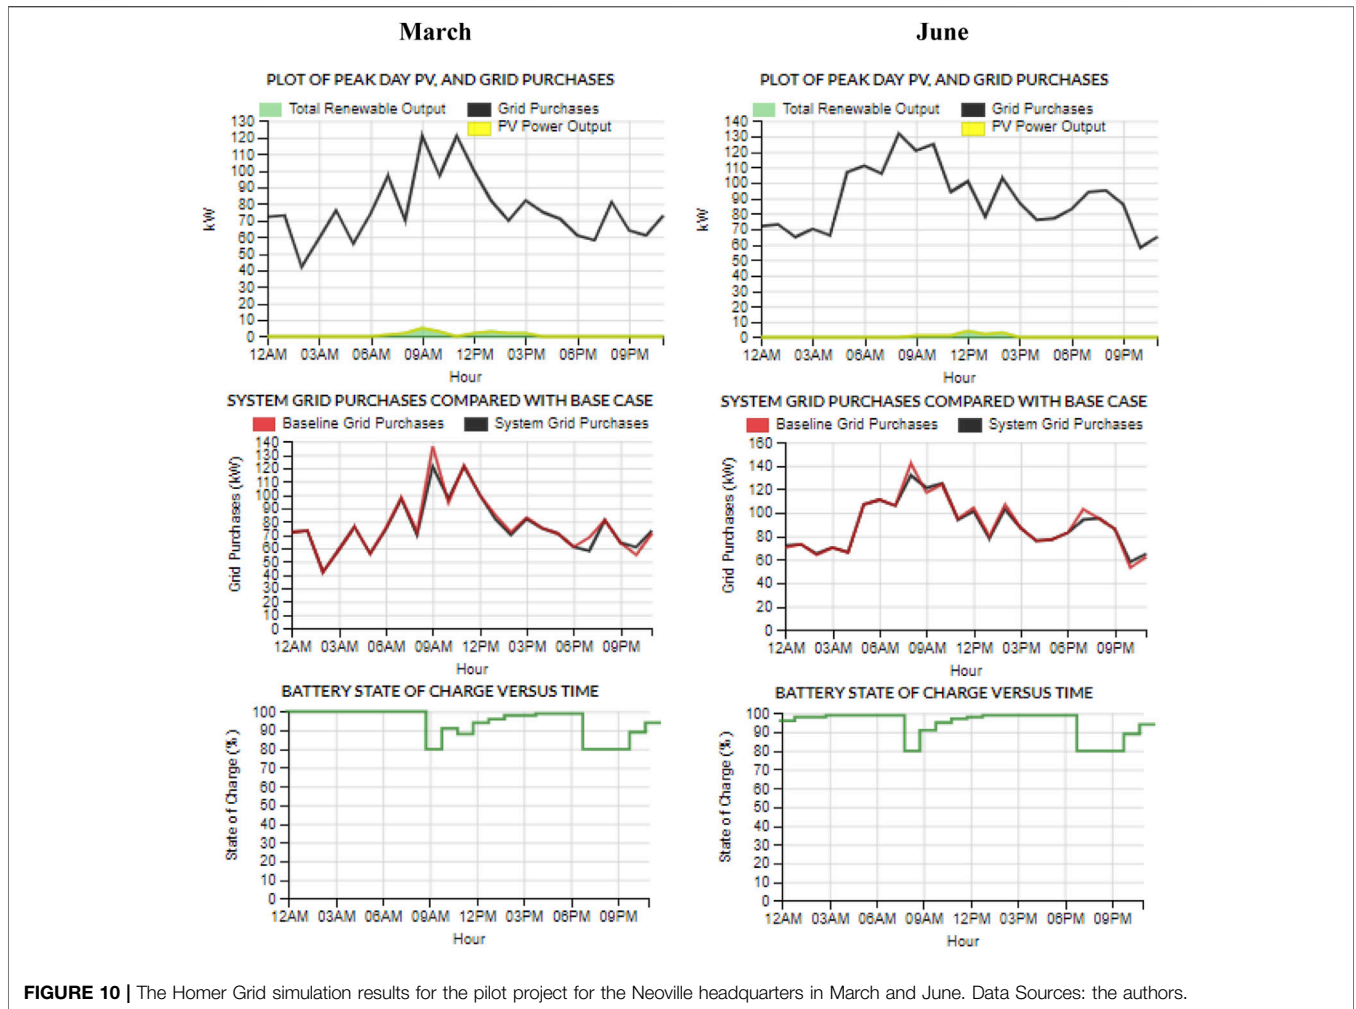 March
June
PLOT OF PEAK DAY PV, AND GRID PURCHASES
Total Renewable Output
Grid Purchases
PV Power Output
kW
130
120
110
100
90
80
70
60
50
40
30
20
10
0
12AM 03AM 06AM 09AM 12PM 03PM 06PM 09PM
Hour
PLOT OF PEAK DAY PV, AND GRID PURCHASES
Total Renewable Output
Grid Purchases
PV Power Output
kW
140
130
120
110
100
90
80
70
60
50
40
30
20
10
0
12AM 03AM 06AM 09AM 12PM 03PM 06PM 09PM
Hour
SYSTEM GRID PURCHASES COMPARED WITH BASE CASE
Baseline Grid Purchases
System Grid Purchases
Grid Purchases (kW)
140
130
120
110
100
90
80
70
60
50
40
30
20
10
0
12AM 03AM 06AM 09AM 12PM 03PM 06PM 09PM
Hour
SYSTEM GRID PURCHASES COMPARED WITH BASE CASE
Baseline Grid Purchases
System Grid Purchases
Grid Purchases (kW)
160
140
120
100
80
60
40
20
0
12AM 03AM 06AM 09AM 12PM 03PM 06PM 09PM
Hour
BATTERY STATE OF CHARGE VERSUS TIME
State of Charge (%)
100
90
80
70
60
50
40
30
20
10
0
12AM 03AM 06AM 09AM 12PM 03PM 06PM 09PM
Hour
BATTERY STATE OF CHARGE VERSUS TIME
State of Charge (%)
100
90
80
70
60
50
40
30
20
10
0
12AM 03AM 06AM 09AM 12PM 03PM 06PM 09PM
Hour
FIGURE 10 | The Homer Grid simulation results for the pilot project for the Neoville headquarters in March and June. Data Sources: the authors.